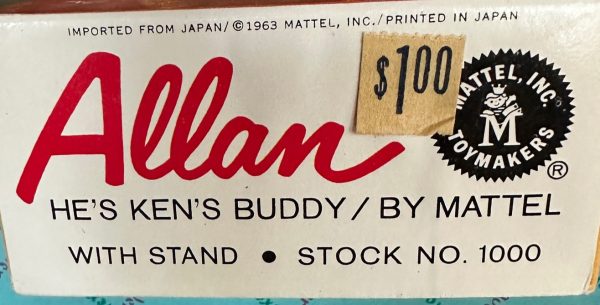 IMPORTED FROM JAPAN/ ©1963 MATTEL, INC./PRINTED IN JAPAN
Allan
$1.00
MATTEL, INC.
M
TOYMAKERS
®
HE'S KEN'S BUDDY/ BY MATTEL
WITH STAND • STOCK NO. 1000